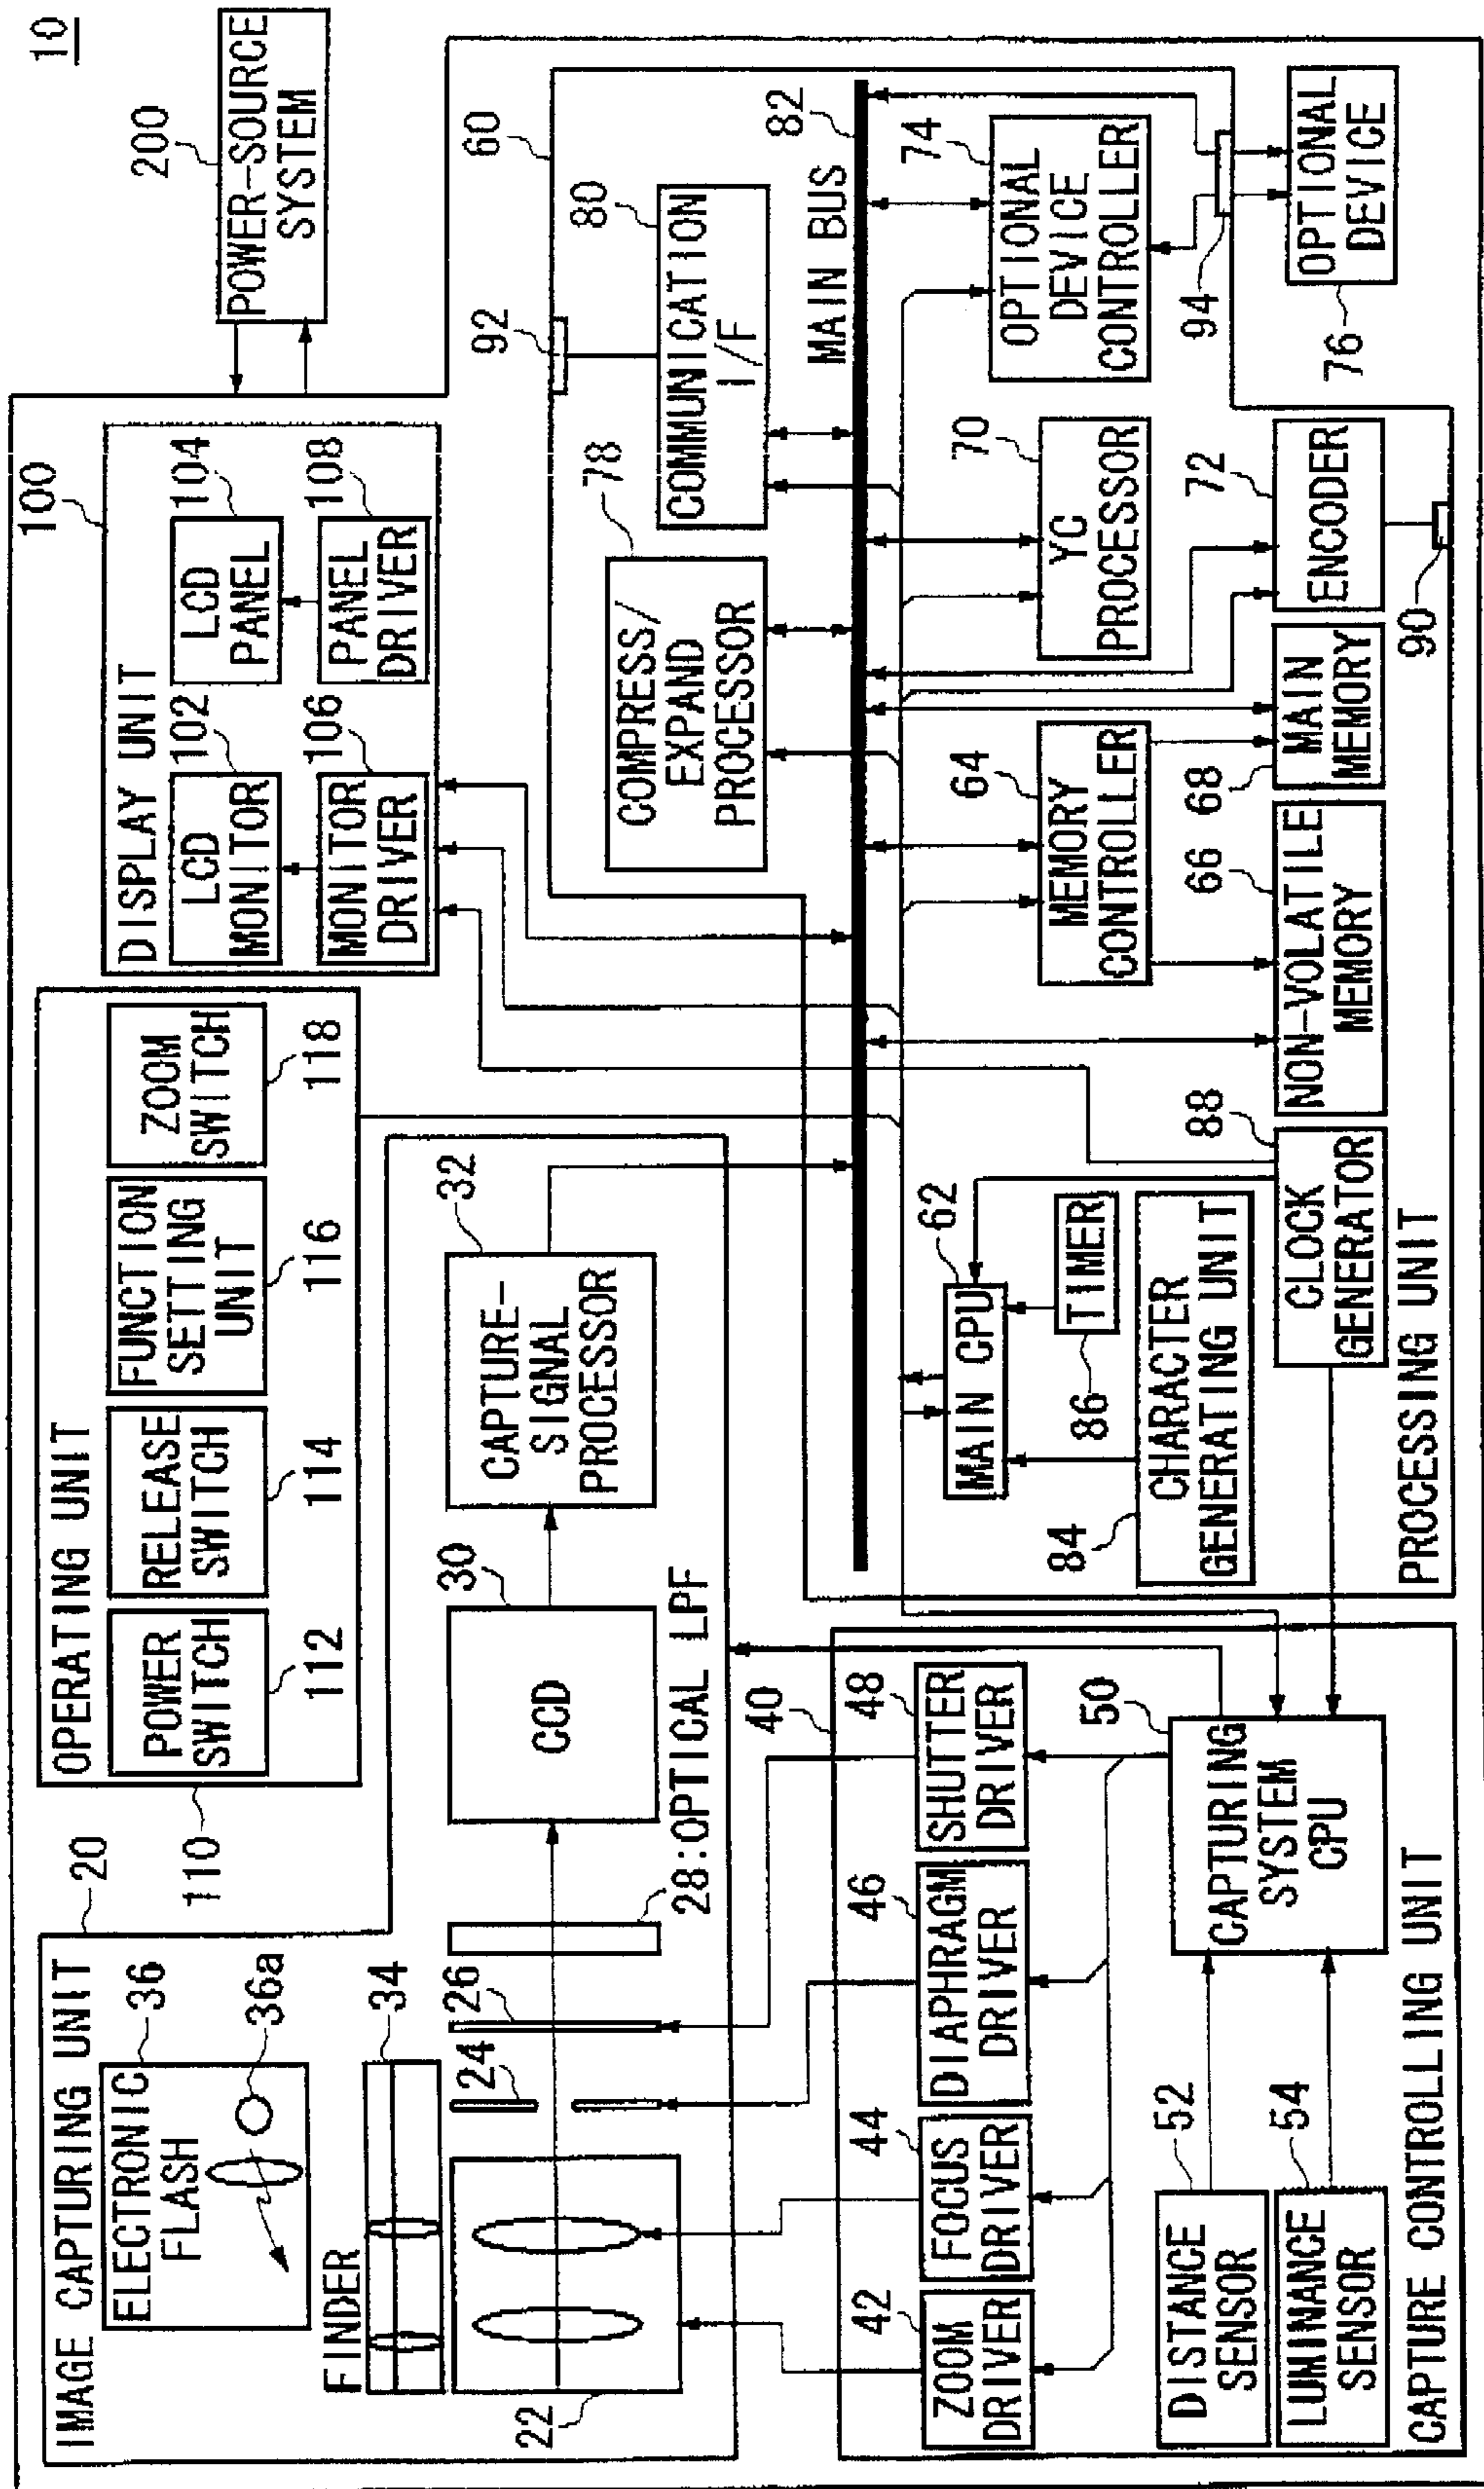 10
IMAGE CAPTURING UNIT
20
ELECTRONIC
FLASH
36
36a
FINDER
34
22
24
26
28:OPTICAL LPF
CCD
30
CAPTURE-
SIGNAL
PROCESSOR
32
OPERATING UNIT
110
POWER
SWITCH
112
RELEASE
SWITCH
114
FUNCTION
SETTING
UNIT
116
ZOOM
SWITCH
118
DISPLAY UNIT
100
LCD
MONITOR
102
LCD
PANEL
104
MONITOR
DRIVER
106
PANEL
DRIVER
108
POWER-SOURCE
SYSTEM
200
40
ZOOM
DRIVER
42
FOCUS
DRIVER
44
DIAPHRAGM
DRIVER
46
SHUTTER
DRIVER
48
CAPTURING
SYSTEM
CPU
50
DISTANCE
SENSOR
52
LUMINANCE
SENSOR
54
CAPTURE CONTROLLING UNIT
60
COMPRESS/
EXPAND
PROCESSOR
78
COMMUNICATION
I/F
80
92
MAIN BUS
82
MAIN CPU
62
TIMER
86
CHARACTER
GENERATING UNIT
84
CLOCK
GENERATOR
88
MEMORY
CONTROLLER
64
NON-VOLATILE
MEMORY
66
MAIN
MEMORY
68
YC
PROCESSOR
70
ENCODER
72
90
OPTIONAL
DEVICE
CONTROLLER
74
94
OPTIONAL
DEVICE
76
PROCESSING UNIT